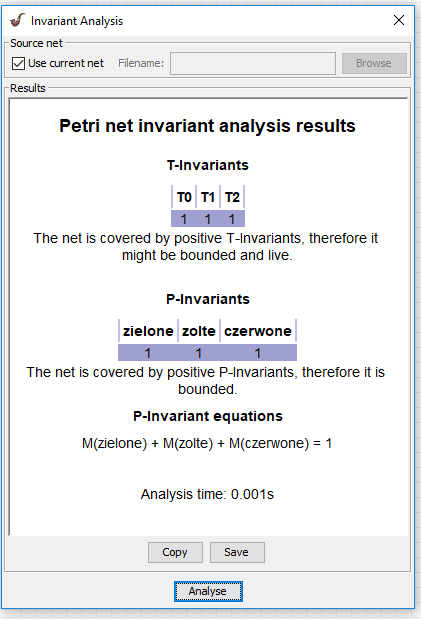 Invariant Analysis
Source net
Use current net Filename: Browse
Results
Petri net invariant analysis results
T-Invariants
T0 T1 T2
1 1 1
The net is covered by positive T-Invariants, therefore it
might be bounded and live.
P-Invariants
zielone zolte czerwone
1 1 1
The net is covered by positive P-Invariants, therefore it is
bounded.
P-Invariant equations
M(zielone) + M(zolte) + M(czerwone) = 1
Analysis time: 0.001s
Copy Save
Analyse